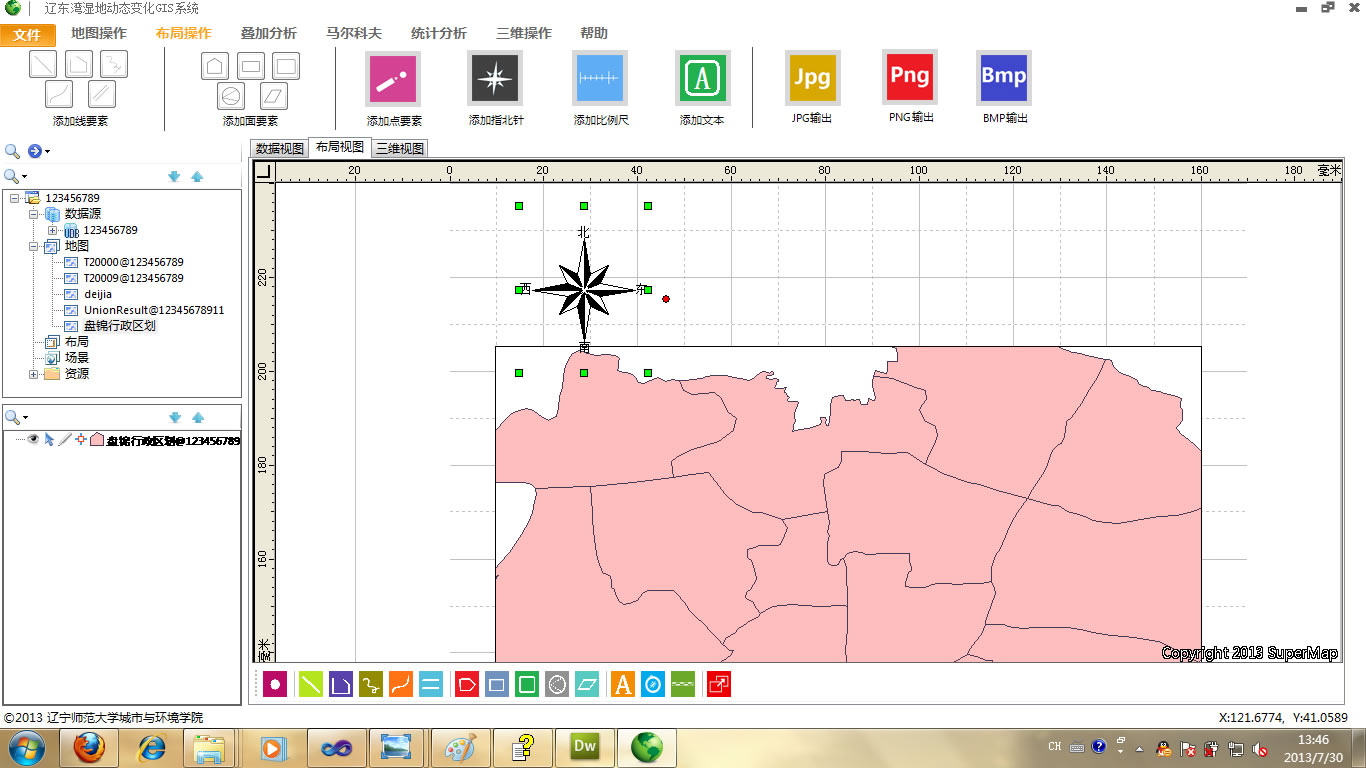 辽东湾湿地动态变化GIS系统
文件 地图操作 布局操作 叠加分析 马尔科夫 统计分析 三维操作 帮助
Jpg Png Bmp
A
添加线要素 添加面要素 添加点要素 添加指北针 添加比例尺 添加文本 JPG输出 PNG输出 BMP输出
数据视图 布局视图 三维视图
20 0 20 40 60 80 100 120 140 160 180 毫米
123456789
数据源
UDB 123456789
地图
T20000@123456789
T20009@123456789
deijia
UnionResult@12345678911
盘锦行政区划
布局
场景
资源
盘锦行政区划@123456789
220
200
180
160
毫米
北
西 东
南
Copyright 2013 SuperMap
A
©2013 辽宁师范大学城市与环境学院
X:121.6774, Y:41.0589
Dw
CH
13:46
2013/7/30